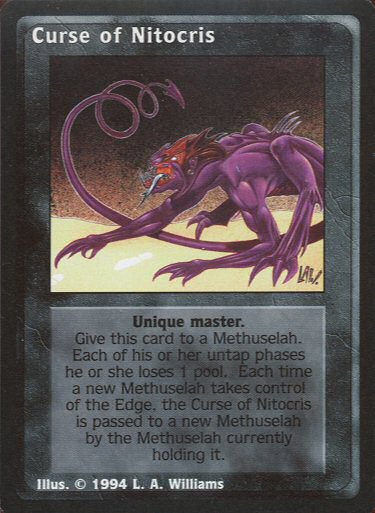 Curse of Nitocris
LAW.
Unique master.
Give this card to a Methuselah.
Each of his or her untap phases
he or she loses 1 pool. Each time
a new Methuselah takes control
of the Edge, the Curse of Nitocris
is passed to a new Methuselah
by the Methuselah currently
holding it.
Illus. © 1994 L. A. Williams